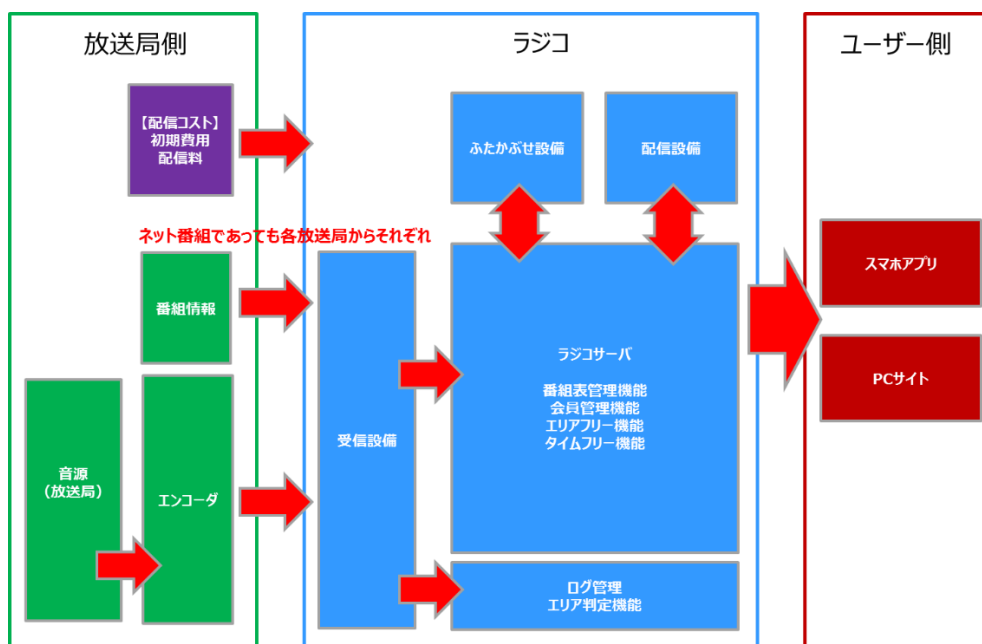 放送局側
【配信コスト】
初期費用
配信料
ネット番組であっても各放送局からそれぞれ
番組情報
音源
(放送局)
エンコーダ
ラジコ
ふたかぶせ設備
配信設備
受信設備
ラジコサーバ
番組表管理機能
会員管理機能
エリアフリー機能
タイムフリー機能
ログ管理
エリア判定機能
ユーザー側
スマホアプリ
PCサイト